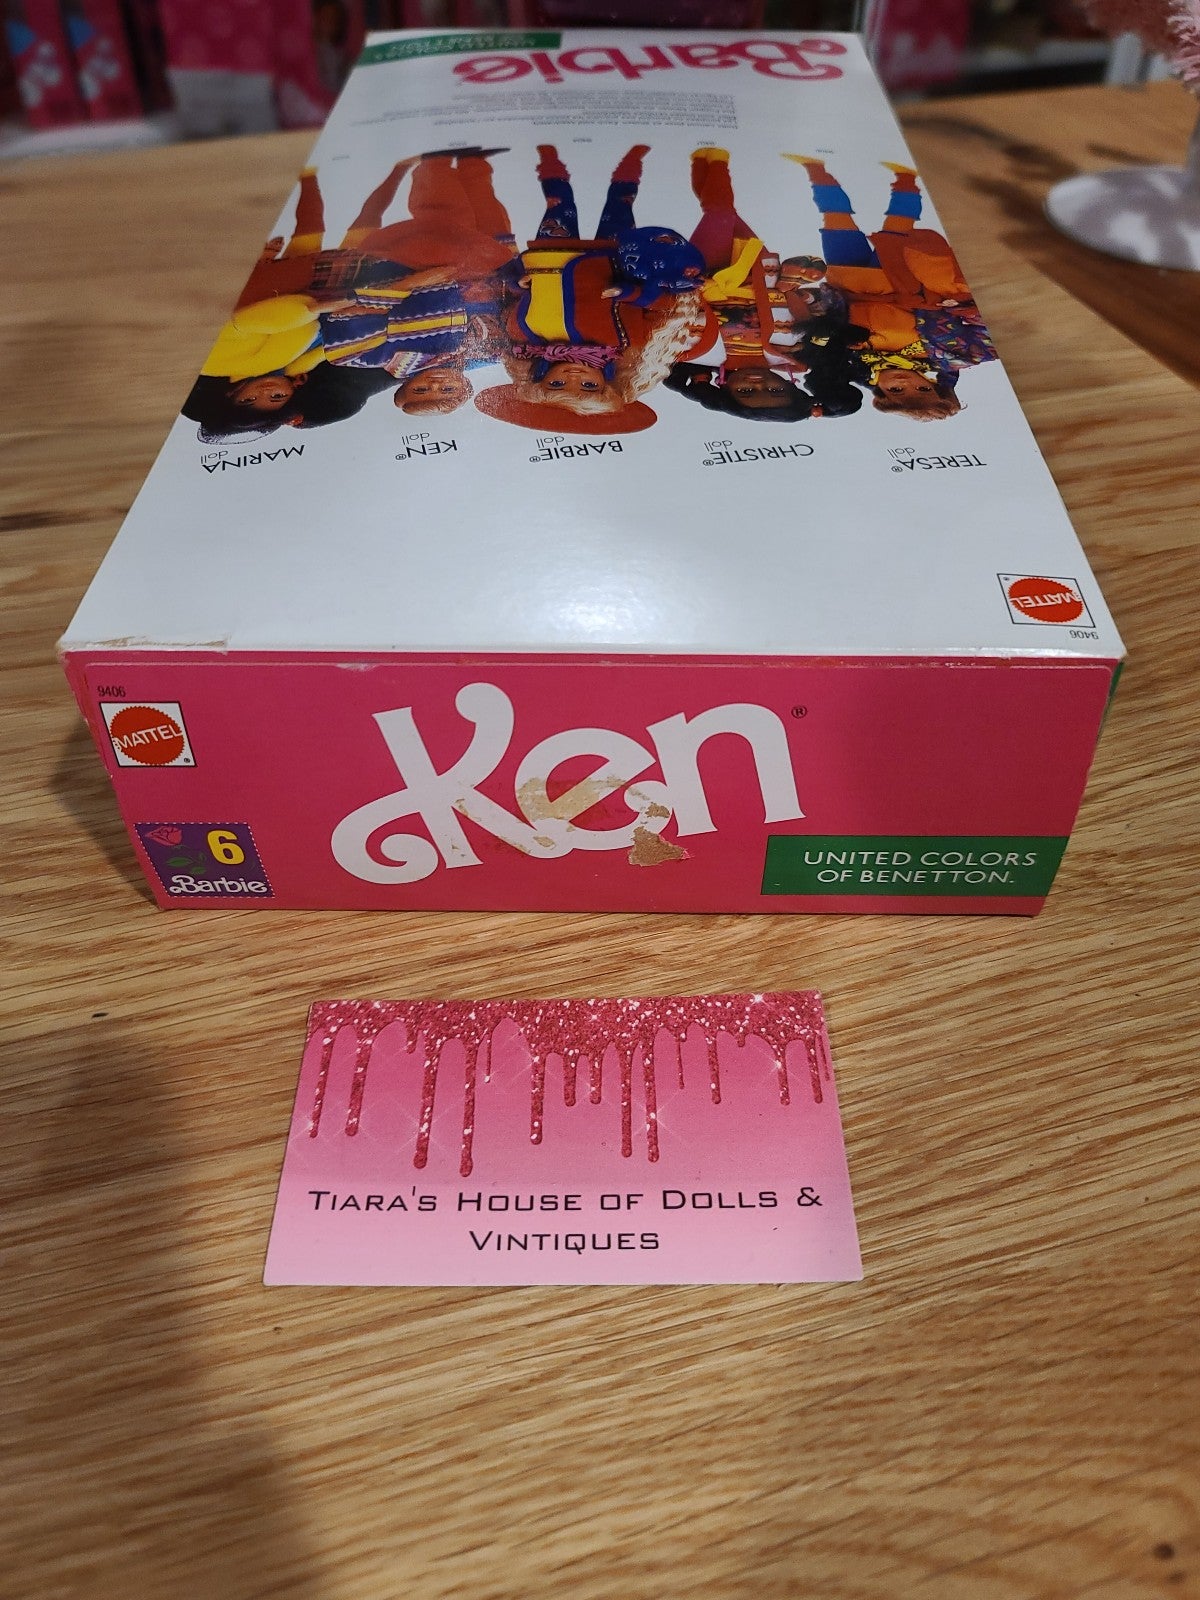 Barbie
MARINA
doll
KEN®
doll
BARBIE®
doll
CHRISTIE®
doll
TERESA®
doll
MATTEL
®
9406
9406
MATTEL
®
Ken®
6
Barbie
UNITED COLORS
OF BENETTON.
TIARA'S HOUSE OF DOLLS &
VINTIQUES